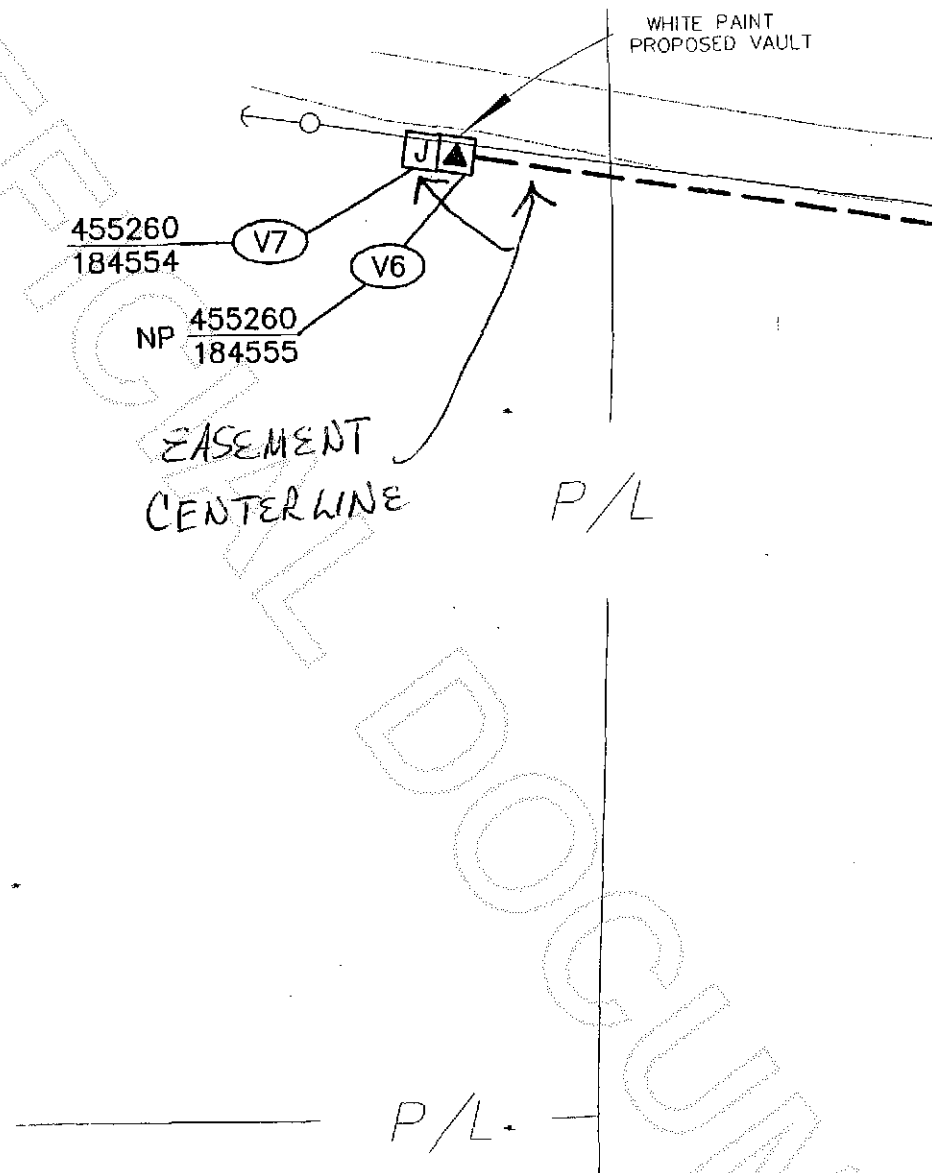 WHITE PAINT
PROPOSED VAULT
J
455260
184554
V7
V6
NP 455260
184555
EASEMENT
CENTERLINE
P/L
P/L